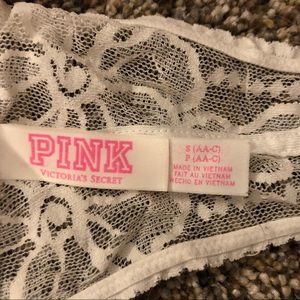 PINK
VICTORIA'S SECRET
S (AA-C)
P (AA-C)
MADE IN VIETNAM
FAIT AU VIETNAM
HECHO EN VIETNAM